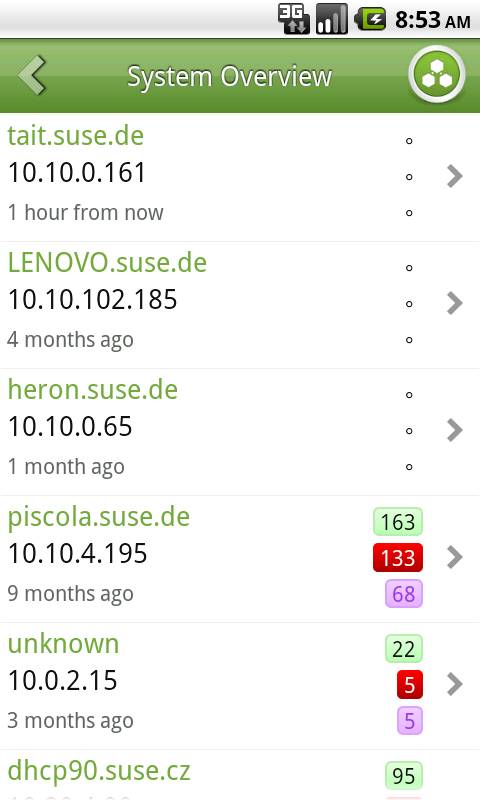 3G 8:53 AM
System Overview
tait.suse.de
10.10.0.161
1 hour from now
LENOVO.suse.de
10.10.102.185
4 months ago
heron.suse.de
10.10.0.65
1 month ago
piscola.suse.de 163
10.10.4.195 133
9 months ago 68
unknown 22
10.0.2.15 5
3 months ago 5
dhcp90.suse.cz 95